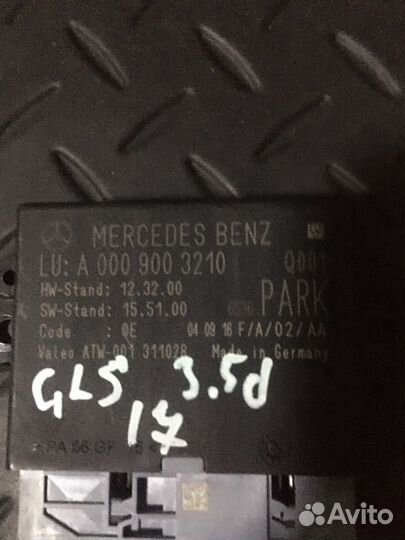 MERCEDES BENZ
LU: A 000 900 3210 Q001
HW-Stand: 12.32.00
SW-Stand: 15.51.00 PARK
Code : 0E 04 09 16 F/A/02/AA
Valeo ATW-001 311028 Made in Germany
GLS 3.5d
17
Avito